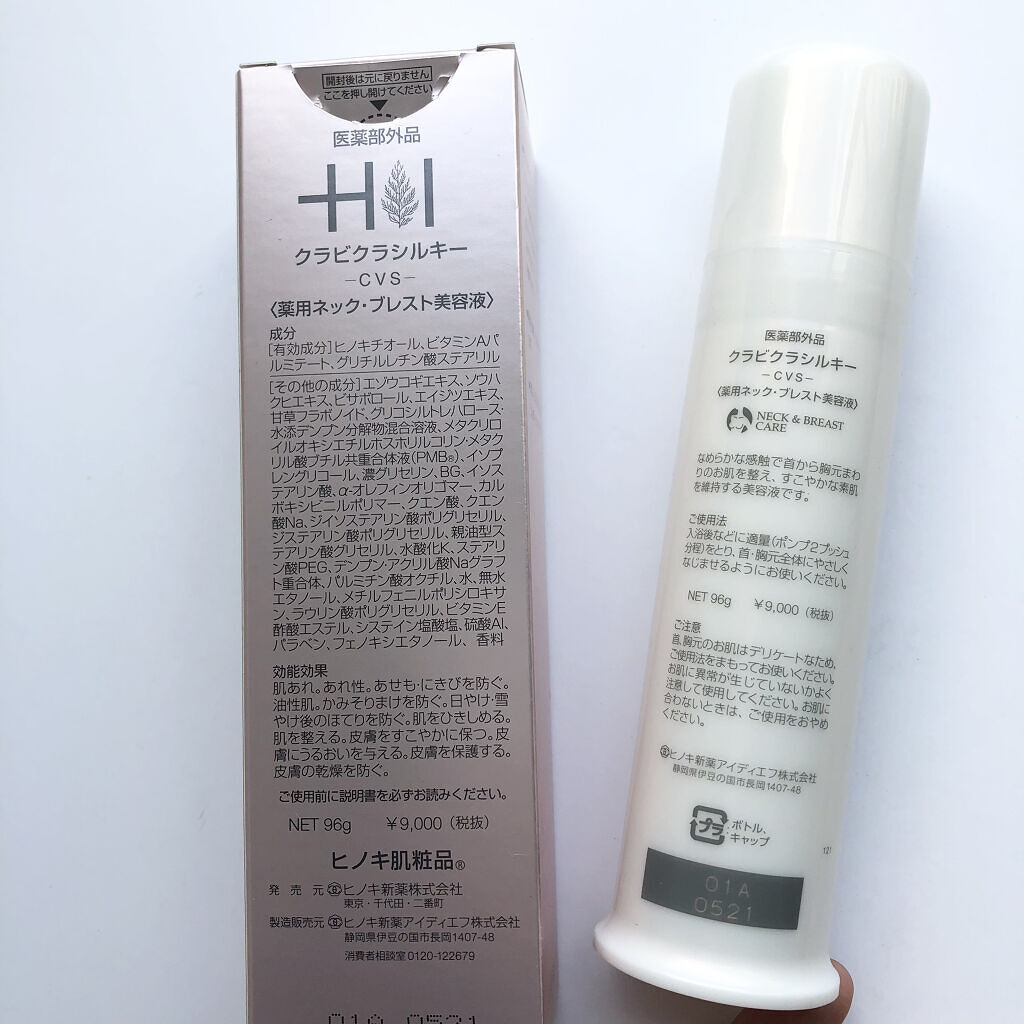 開封後は元に戻りません
ここを押し開けてください
医薬部外品
HI
クラビクラシルキー
-CVS-
〈薬用ネック・ブレスト美容液〉
成分
[有効成分]ヒノキチオール、ビタミンAパ
ルミテート、グリチルレチン酸ステアリル
[その他の成分]エゾウコギエキス、ソウハ
クヒエキス、ビサボロール、エイジソエキス、
甘草フラボノイド、グリコシルトレハロース・
水添デンプン分解物混合溶液、メタクリロ
イルオキシエチルホスホリルコリン・メタク
リル酸ブチル共重合体液(PMB®)、イソプ
レングリコール、濃グリセリン、BG、イソス
テアリン酸、α-オレフィンオリゴマー、カル
ボキシビニルポリマー、クエン酸、クエン
酸Na、ジイソステアリン酸ポリグリセリル、
ジステアリン酸ポリグリセリル、親油型ス
テアリン酸グリセリル、水酸化K、ステアリ
ン酸PEG、デンプン・アクリル酸Naグラフ
ト重合体、パルミチン酸オクチル、水、無水
エタノール、メチルフェニルポリシロキサ
ン、ラウリン酸ポリグリセリル、ビタミンE
酢酸エステル、システイン塩酸塩、硫酸Al、
パラベン、フェノキシエタノール、香料
効能効果
肌あれ。あれ性。あせも・にきびを防ぐ。
油性肌。かみそりまけを防ぐ。日やけ・雪
やけ後のほてりを防ぐ。肌をひきしめる。
肌を整える。皮膚をすこやかに保つ。皮
膚にうるおいを与える。皮膚を保護する。
皮膚の乾燥を防ぐ。
ご使用前に説明書を必ずお読みください。
NET 96g ¥9,000(税抜)
ヒノキ肌粧品®
発売元 ヒノキ新薬株式会社
東京・千代田・二番町
製造販売元 ヒノキ新薬アイディエフ株式会社
静岡県伊豆の国市長岡1407-48
消費者相談室0120-122679
01A 0521
医薬部外品
クラビクラシルキー
-CVS-
〈薬用ネック・ブレスト美容液〉
NECK & BREAST
CARE
なめらかな感触で首から胸元まわ
りのお肌を整え、すこやかな素肌
を維持する美容液です。
ご使用法
入浴後などに適量(ポンプ2プッシュ
分程)をとり、首・胸元全体にやさしく
なじませるようにお使いください。
NET 96g ¥9,000(税抜)
ご注意
首、胸元のお肌はデリケートなため、
ご使用法をまもってお使いください。
お肌に異常が生じていないかよく
注意して使用してください。お肌に
合わないときは、ご使用をおやめ
ください。
ヒノキ新薬アイディエフ株式会社
静岡県伊豆の国市長岡1407-48
プラ ボトル、
キャップ
121
01A
0521